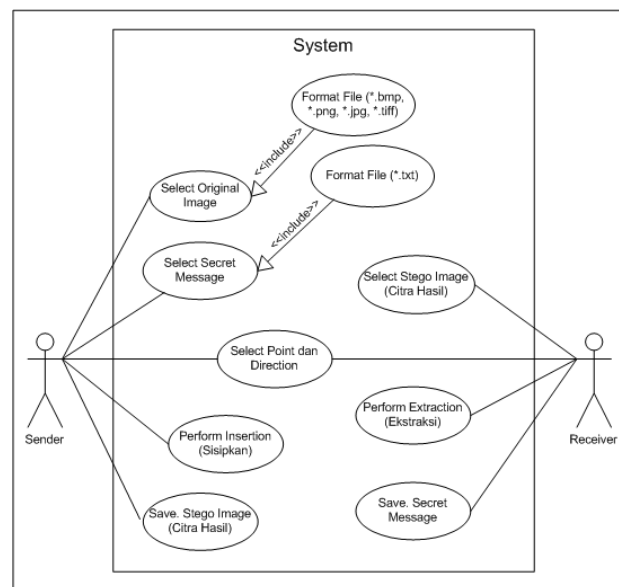 System
Format File (*.bmp,
*.png, *.jpg, *.tiff)
<<include>>
Format File (*.txt)
<<include>>
Select Original
Image
Select Secret
Message
Select Stego Image
(Citra Hasil)
Select Point dan
Direction
Sender
Perform Insertion
(Sisipkan)
Perform Extraction
(Ekstraksi)
Receiver
Save. Stego Image
(Citra Hasil)
Save. Secret
Message